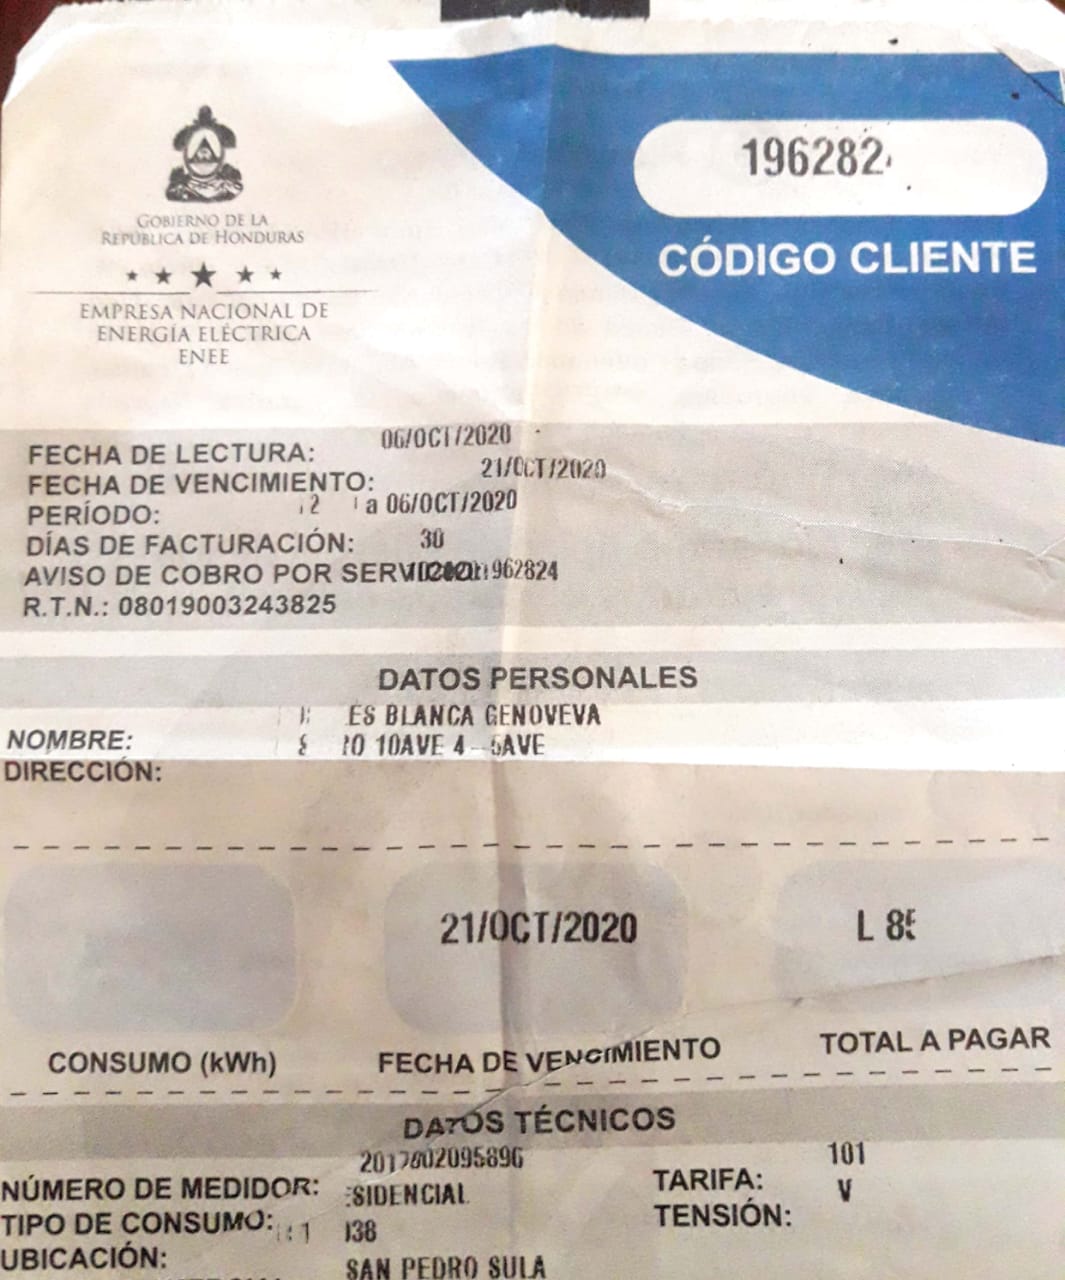 196282
CÓDIGO CLIENTE
GOBIERNO DE LA
REPÚBLICA DE HONDURAS
EMPRESA NACIONAL DE
ENERGÍA ELÉCTRICA
ENEE
FECHA DE LECTURA: 06/OCT/2020
FECHA DE VENCIMIENTO: 21/OCT/2020
PERÍODO: a 06/OCT/2020
DÍAS DE FACTURACIÓN: 30
AVISO DE COBRO POR
R.T.N.: 08019003243825
DATOS PERSONALES
NOMBRE: ES BLANCA GENOVEVA
DIRECCIÓN: 10AVE 4
21/OCT/2020
L
CONSUMO (kWh)
FECHA DE VENCIMIENTO
TOTAL A PAGAR
DATOS TÉCNICOS
NÚMERO DE MEDIDOR:
TARIFA: 101
TIPO DE CONSUMO: SIDENCIAL
TENSIÓN: V
UBICACIÓN:
SAN PEDRO SULA